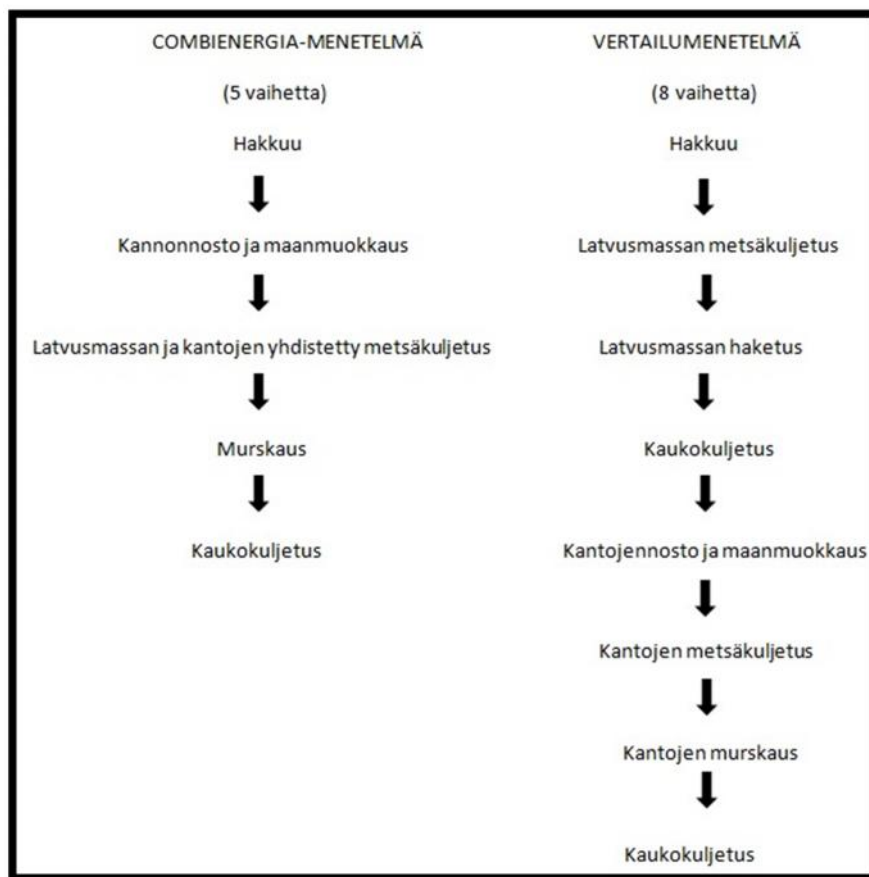 COMBIENERGIA-MENETELMÄ
(5 vaihetta)
Hakkuu
Kannonnosto ja maanmuokkaus
Latvusmassan ja kantojen yhdistetty metsäkuljetus
Murskaus
Kaukokuljetus
VERTAILUMENETELMÄ
(8 vaihetta)
Hakkuu
Latvusmassan metsäkuljetus
Latvusmassan haketus
Kaukokuljetus
Kantojennosto ja maanmuokkaus
Kantojen metsäkuljetus
Kantojen murskaus
Kaukokuljetus